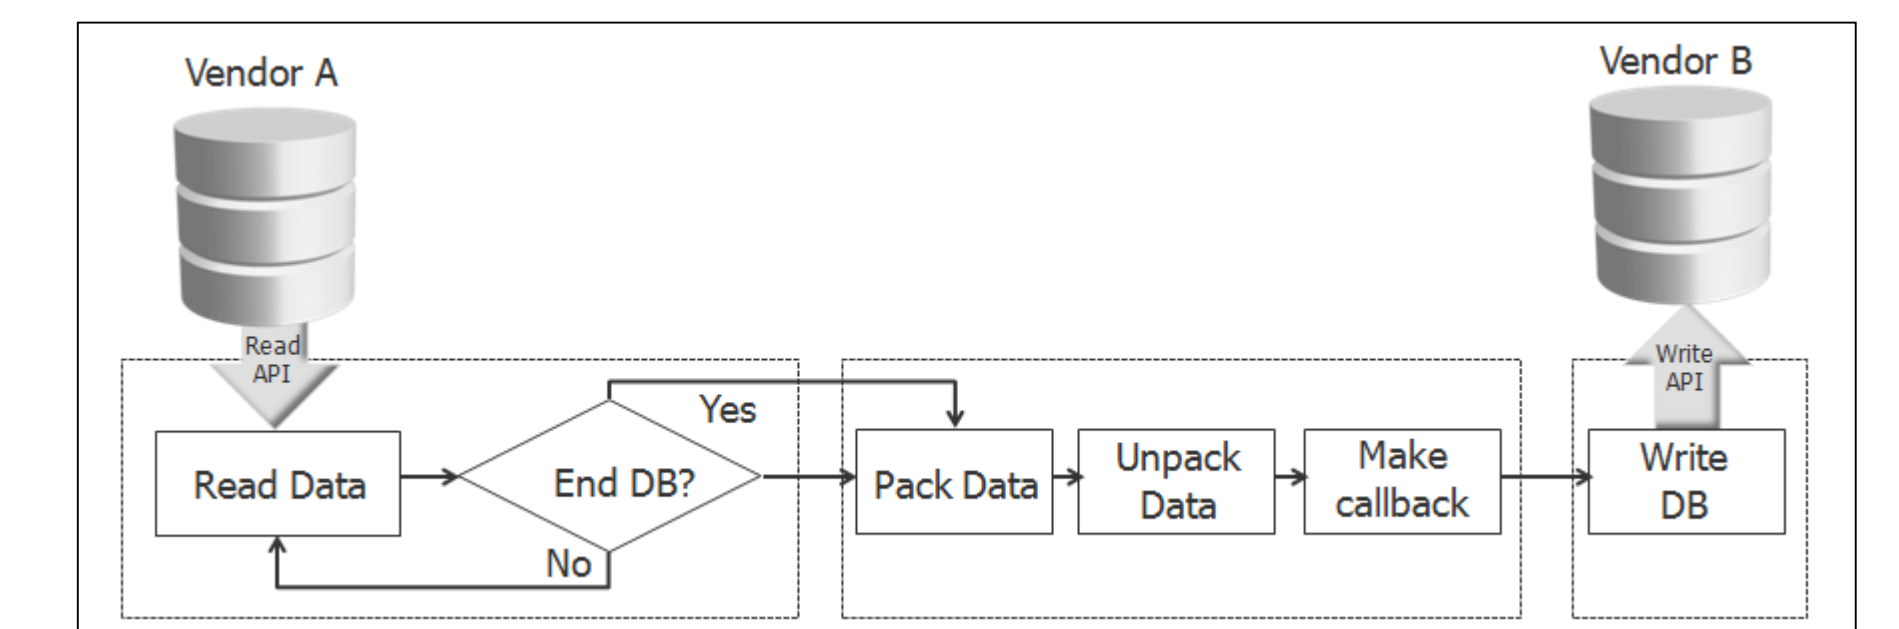 Vendor A
Vendor B
Read
API
Write
API
Yes
Read Data
End DB?
Pack Data
Unpack
Data
Make
callback
Write
DB
No